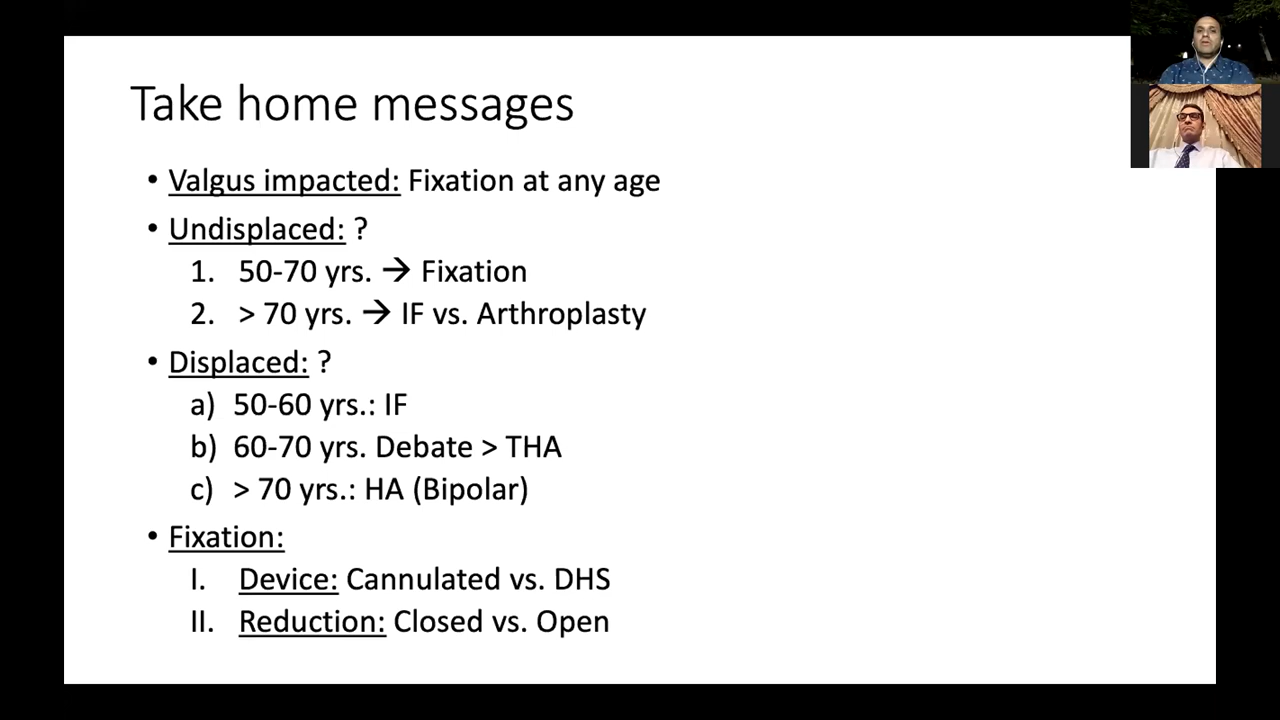 Take home messages
• Valgus impacted: Fixation at any age
• Undisplaced: ?
1. 50-70 yrs. → Fixation
2. > 70 yrs. → IF vs. Arthroplasty
• Displaced: ?
a) 50-60 yrs.: IF
b) 60-70 yrs. Debate > THA
c) > 70 yrs.: HA (Bipolar)
• Fixation:
I. Device: Cannulated vs. DHS
II. Reduction: Closed vs. Open